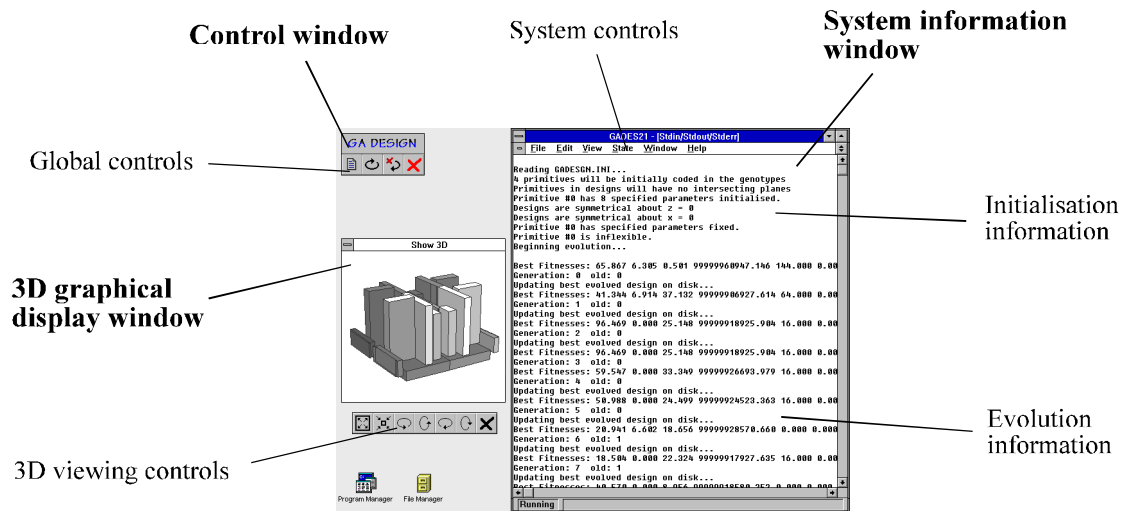 Control window
System controls
System information
window
Global controls
GA DESIGN
3D graphical
display window
Show 3D
3D viewing controls
Program Manager
File Manager
GADES21 - [Stdin/Stdout/Stderr]
File Edit View State Window Help
Reading GADESGN.INI...
4 primitives will be initially coded in the genotypes
Primitives in designs will have no intersecting planes
Primitive #0 has 8 specified parameters initialised.
Designs are symmetrical about z = 0
Designs are symmetrical about x = 0
Primitive #0 has specified parameters fixed.
Primitive #0 is inflexible.
Beginning evolution...
Best Fitnesses: 65.867 6.305 0.501 99999960947.146 144.000 0.00
Generation: 0 old: 0
Updating best evolved design on disk...
Best Fitnesses: 41.344 6.914 37.132 99999906927.614 64.000 0.00
Generation: 1 old: 0
Updating best evolved design on disk...
Best Fitnesses: 96.469 0.000 25.148 99999918925.904 16.000 0.00
Generation: 2 old: 0
Updating best evolved design on disk...
Best Fitnesses: 96.469 0.000 25.148 99999918925.904 16.000 0.00
Generation: 3 old: 0
Best Fitnesses: 59.547 0.000 33.349 99999926693.979 16.000 0.00
Generation: 4 old: 0
Updating best evolved design on disk...
Best Fitnesses: 50.988 0.000 24.499 99999924523.363 16.000 0.00
Generation: 5 old: 0
Updating best evolved design on disk...
Best Fitnesses: 20.941 6.602 18.656 99999928570.660 0.000 0.000
Generation: 6 old: 1
Updating best evolved design on disk...
Best Fitnesses: 18.504 0.000 22.324 99999917927.635 16.000 0.00
Generation: 7 old: 1
Updating best evolved design on disk...
Running
Initialisation
information
Evolution
information